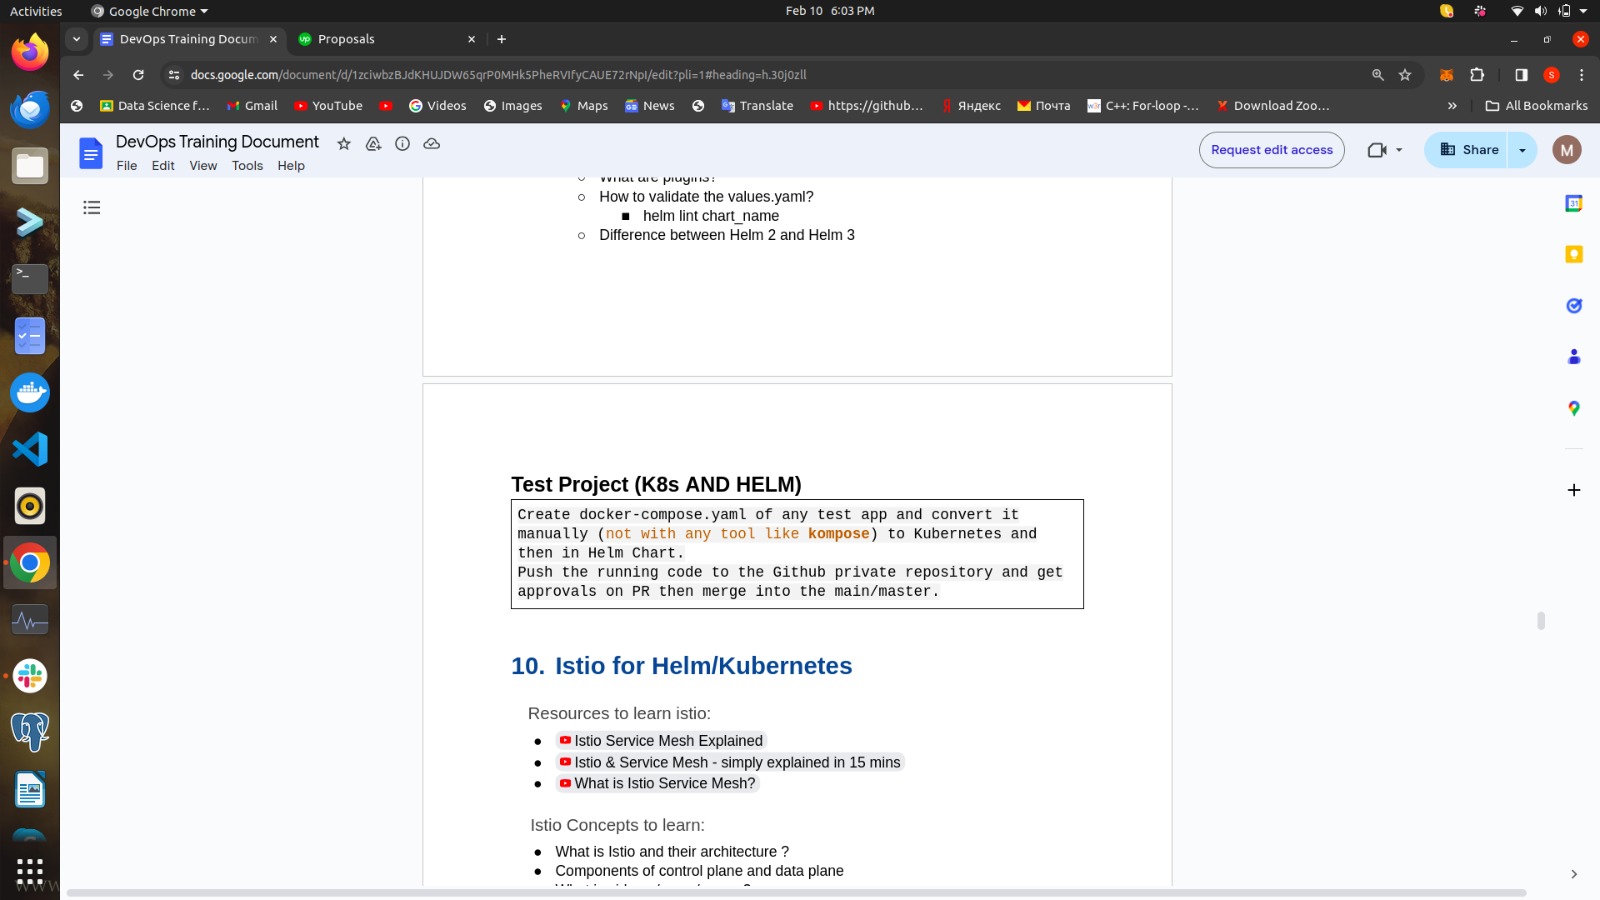 Activities
Google Chrome
Feb 10 6:03 PM
DevOps Training Docum
Proposals
docs.google.com/document/d/1zciwbzBJdKHUJDW65qrP0MHk5PheRVIfyCAUE72rNpI/edit?pli=1#heading=h.30j0zll
S
Data Science f...
Gmail
YouTube
Videos
Images
Maps
News
Translate
https://github...
Яндекс
Почта
C++: For-loop -...
Download Zoo...
»
All Bookmarks
DevOps Training Document
File Edit View Tools Help
Request edit access
Share
M
31
What are plugins?
○ How to validate the values.yaml?
■ helm lint chart_name
○ Difference between Helm 2 and Helm 3
Test Project (K8s AND HELM)
Create docker-compose.yaml of any test app and convert it
manually (not with any tool like kompose) to Kubernetes and
then in Helm Chart.
Push the running code to the Github private repository and get
approvals on PR then merge into the main/master.
10. Istio for Helm/Kubernetes
Resources to learn istio:
● Istio Service Mesh Explained
● Istio & Service Mesh - simply explained in 15 mins
● What is Istio Service Mesh?
Istio Concepts to learn:
● What is Istio and their architecture ?
● Components of control plane and data plane